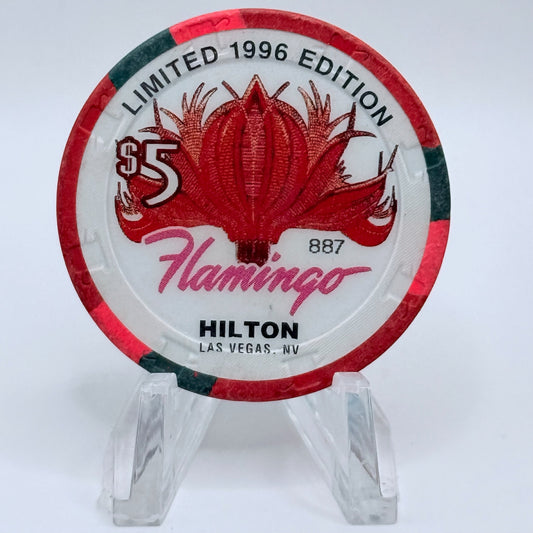 LIMITED 1996 EDITION
$5
887
Flamingo
HILTON
LAS VEGAS, NV